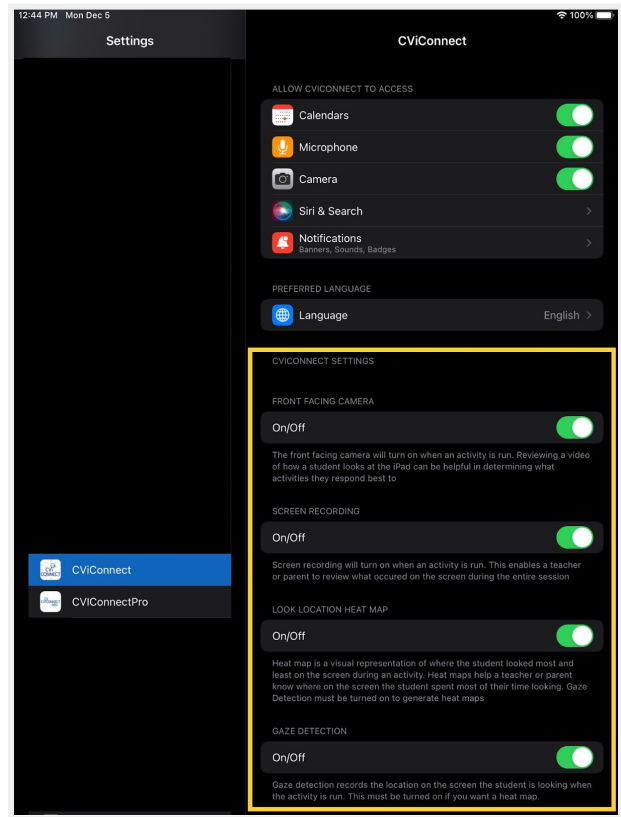 12:44 PM Mon Dec 5
100%
Settings
CViConnect
ALLOW CVICONNECT TO ACCESS
Calendars
Microphone
Camera
Siri & Search
Notifications
Banners, Sounds, Badges
PREFERRED LANGUAGE
Language
English
CVICONNECT SETTINGS
FRONT FACING CAMERA
On/Off
The front facing camera will turn on when an activity is run. Reviewing a video
of how a student looks at the iPad can be helpful in determining what
activities they respond best to
SCREEN RECORDING
On/Off
Screen recording will turn on when an activity is run. This enables a teacher
or parent to review what occured on the screen during the entire session
LOOK LOCATION HEAT MAP
On/Off
Heat map is a visual representation of where the student looked most and
least on the screen during an activity. Heat maps help a teacher or parent
know where on the screen the student spent most of their time looking. Gaze
Detection must be turned on to generate heat maps
GAZE DETECTION
On/Off
Gaze detection records the location on the screen the student is looking when
the activity is run. This must be turned on if you want a heat map.
CViConnect
CVIConnectPro